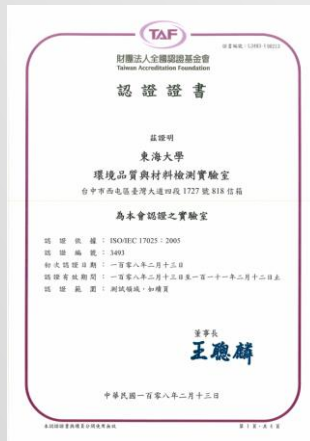 TAF
財團法人全國認證基金會
Taiwan Accreditation Foundation
認證證書
茲證明
東海大學
環境品質與材料檢測實驗室
台中市西屯區臺灣大道四段 1727 號 818 信箱
為本會認證之實驗室
認證依據：ISO/IEC 17025：2005
認證編號：3493
初次認證日期：一百零八年二月十三日
認證有效期間：一百零八年二月十三日至一百一十一年二月十二日止
認證範圍：測試領域，如續頁
董事長
王聰麟
中華民國一百零八年二月十三日